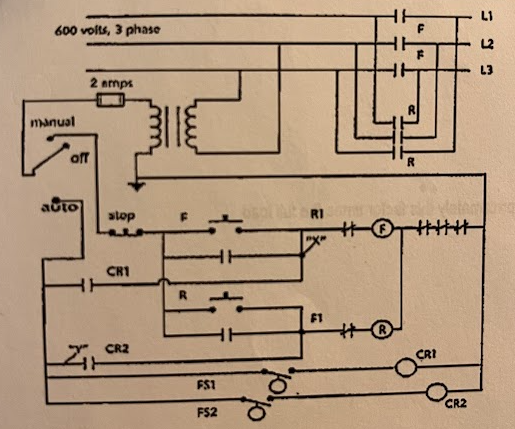 L1
600 volts, 3 phase
F
L2
F
L3
2 amps
R
manual
off
R
auto
stop
F
R1
"X"
F
CR1
R
F1
R
"Y"
CR2
CR1
FS1
FS2
CR2